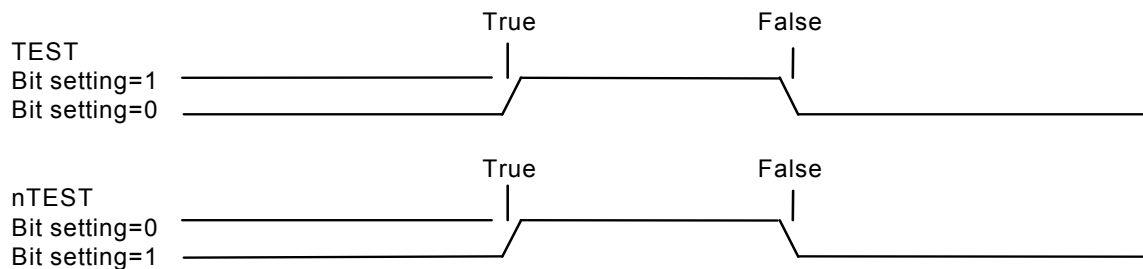 True False
TEST
Bit setting=1
Bit setting=0
True False
nTEST
Bit setting=0
Bit setting=1